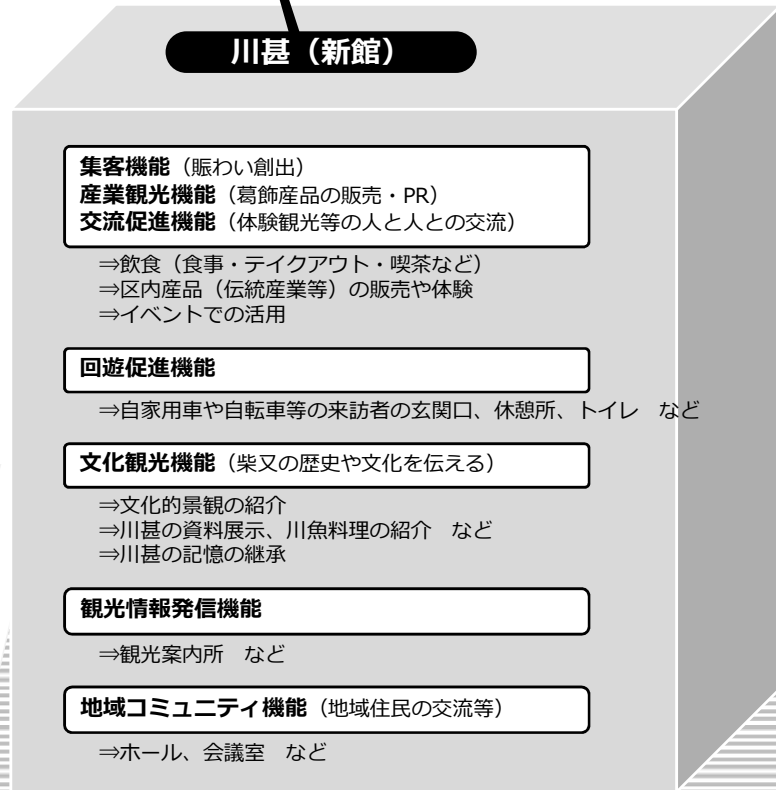 川甚（新館）
集客機能（賑わい創出）
産業観光機能（葛飾産品の販売・PR）
交流促進機能（体験観光等の人と人との交流）
⇒飲食（食事・テイクアウト・喫茶など）
⇒区内産品（伝統産業等）の販売や体験
⇒イベントでの活用
回遊促進機能
⇒自家用車や自転車等の来訪者の玄関口、休憩所、トイレ　など
文化観光機能（柴又の歴史や文化を伝える）
⇒文化的景観の紹介
⇒川甚の資料展示、川魚料理の紹介　など
⇒川甚の記憶の継承
観光情報発信機能
⇒観光案内所　など
地域コミュニティ機能（地域住民の交流等）
⇒ホール、会議室　など